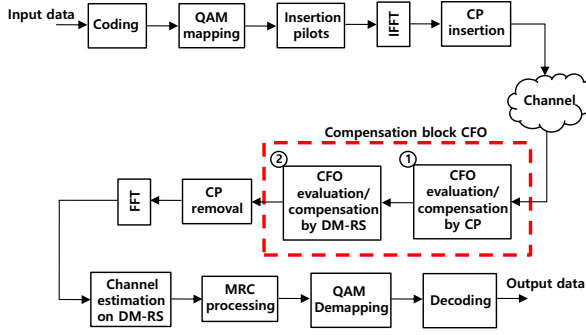 Input data
Coding
QAM
mapping
Insertion
pilots
IFFT
CP
insertion
Channel
Compensation block CFO
2
CFO
evaluation/
compensation
by DM-RS
1
CFO
evaluation/
compensation
by CP
CP
removal
FFT
Channel
estimation
on DM-RS
MRC
processing
QAM
Demapping
Decoding
Output data